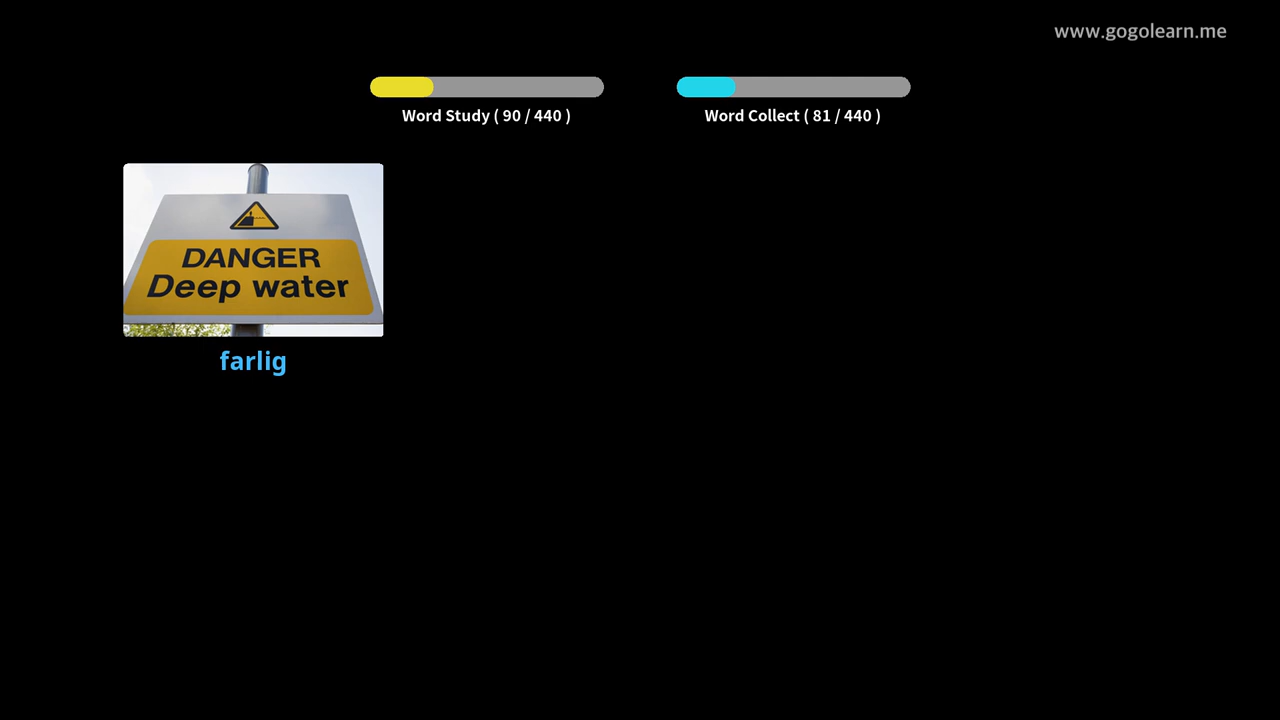 www.gogolearn.me
Word Study ( 90 / 440 )
Word Collect ( 81 / 440 )
DANGER
Deep water
farlig